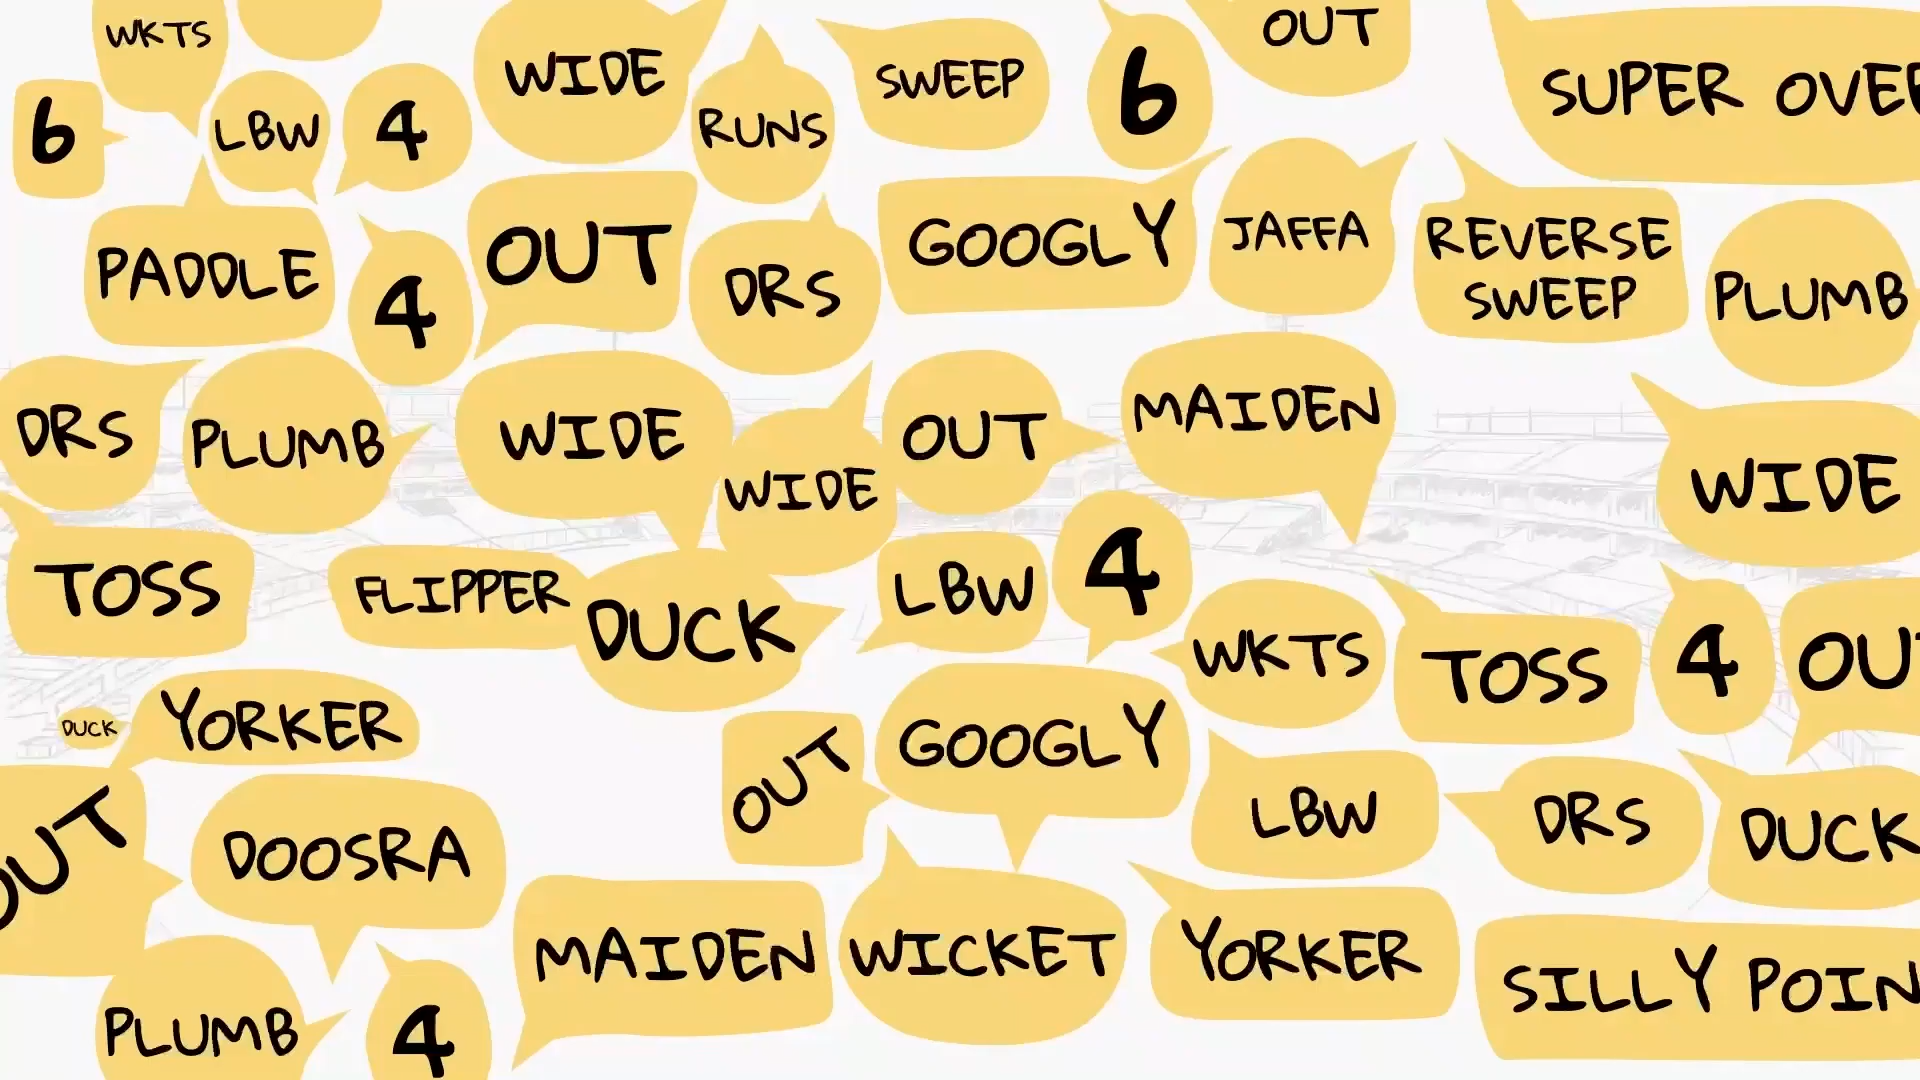 WKTS
WIDE
SWEEP
6
OUT
SUPER OVE
6
LBW
4
RUNS
PADDLE
4
OUT
DRS
GOOGLY
JAFFA
REVERSE
SWEEP
PLUMB
DRS
PLUMB
WIDE
WIDE
OUT
MAIDEN
WIDE
TOSS
FLIPPER
DUCK
LBW
4
WKTS
TOSS
4
OU
DUCK
YORKER
OUT
GOOGLY
LBW
DRS
DUCK
OUT
DOOSRA
MAIDEN
WICKET
YORKER
SILLY POIN
PLUMB
4